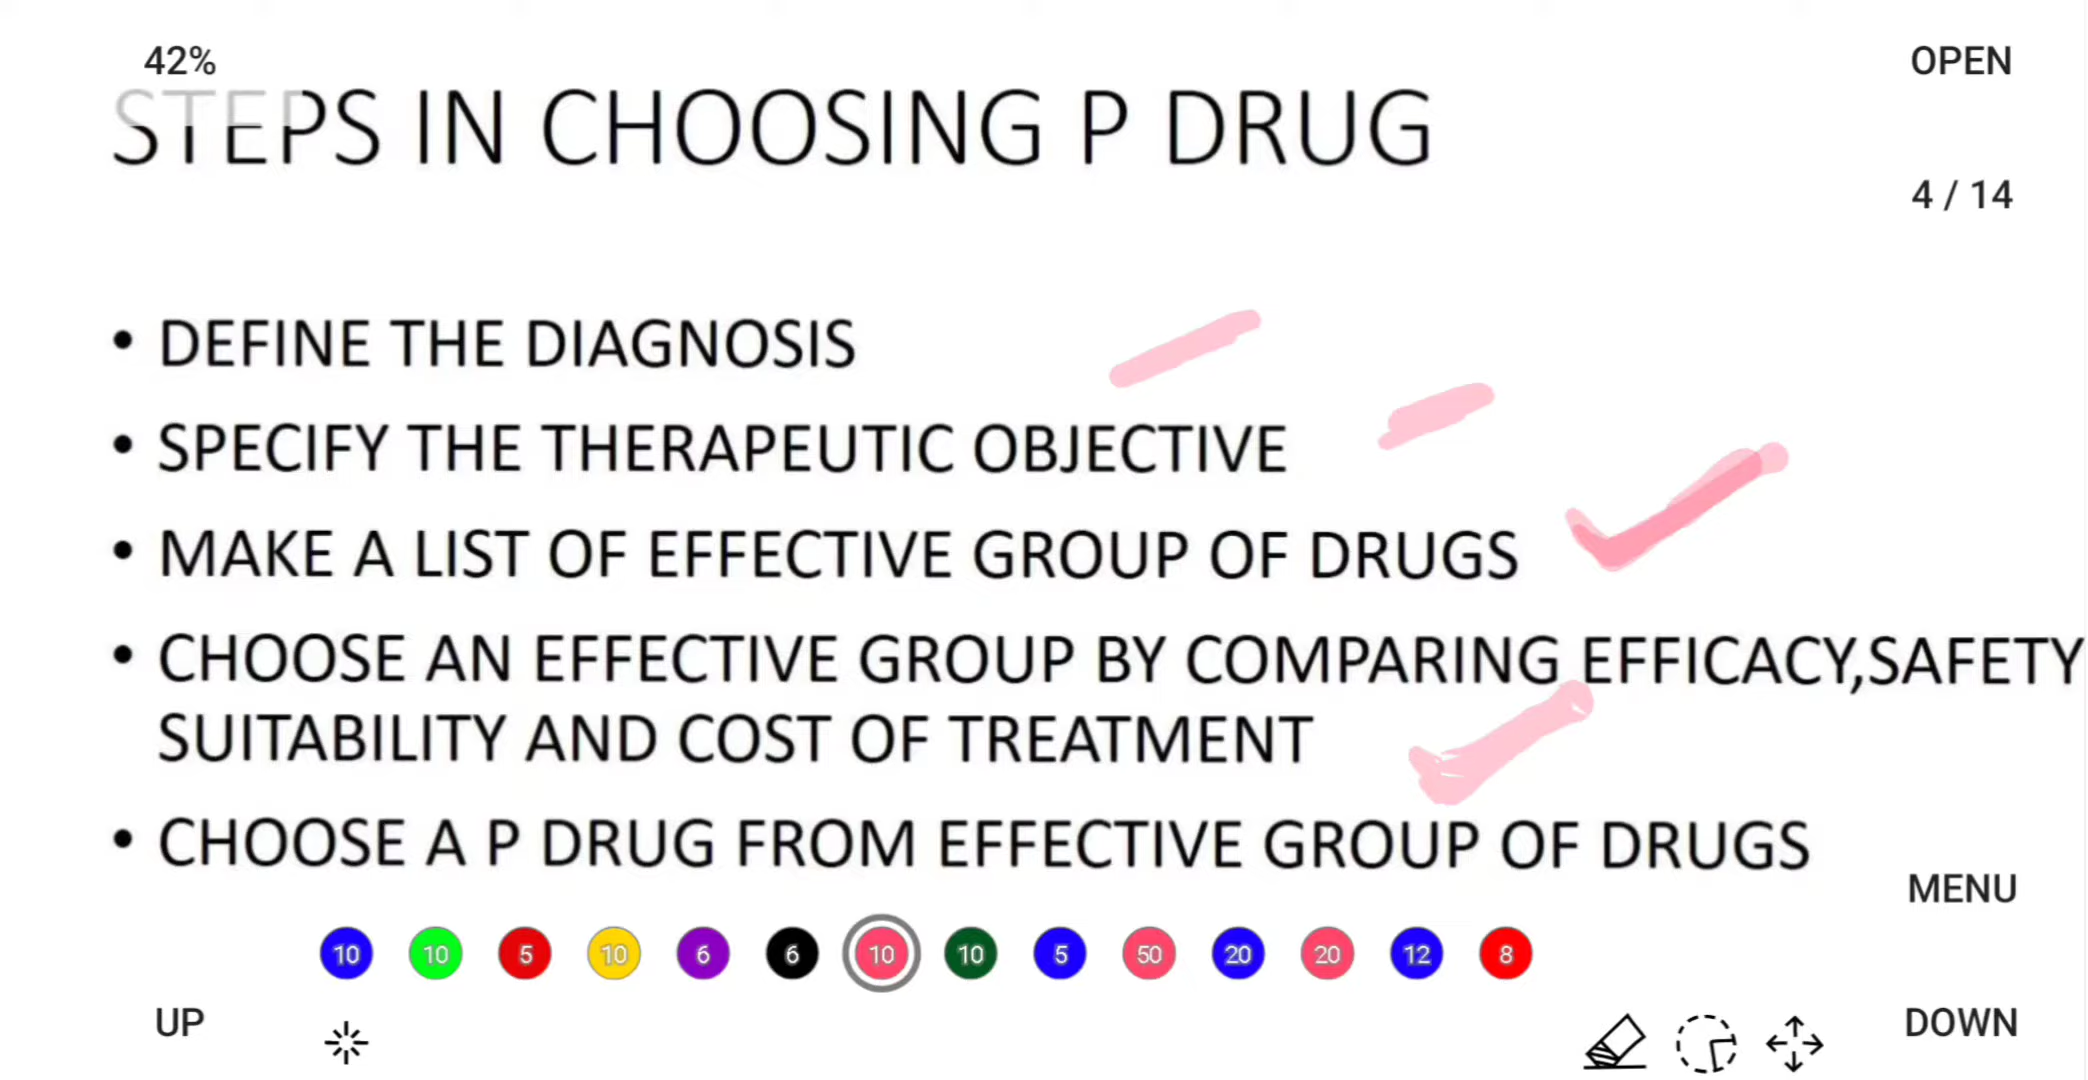 42%
OPEN
STEPS IN CHOOSING P DRUG
4 / 14
• DEFINE THE DIAGNOSIS
• SPECIFY THE THERAPEUTIC OBJECTIVE
• MAKE A LIST OF EFFECTIVE GROUP OF DRUGS
• CHOOSE AN EFFECTIVE GROUP BY COMPARING EFFICACY,SAFETY
SUITABILITY AND COST OF TREATMENT
• CHOOSE A P DRUG FROM EFFECTIVE GROUP OF DRUGS
MENU
10 10 5 10 6 6 10 10 5 50 20 20 12 8
UP
DOWN